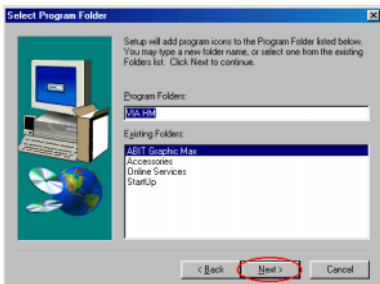 Select Program Folder
Setup will add program icons to the Program Folder listed below.
You may type a new folder name, or select one from the existing
Folders list. Click Next to continue.
Program Folders:
VIA HM
Existing Folders:
ABIT Graphic Max
Accessories
Online Services
StartUp
< Back
Next >
Cancel